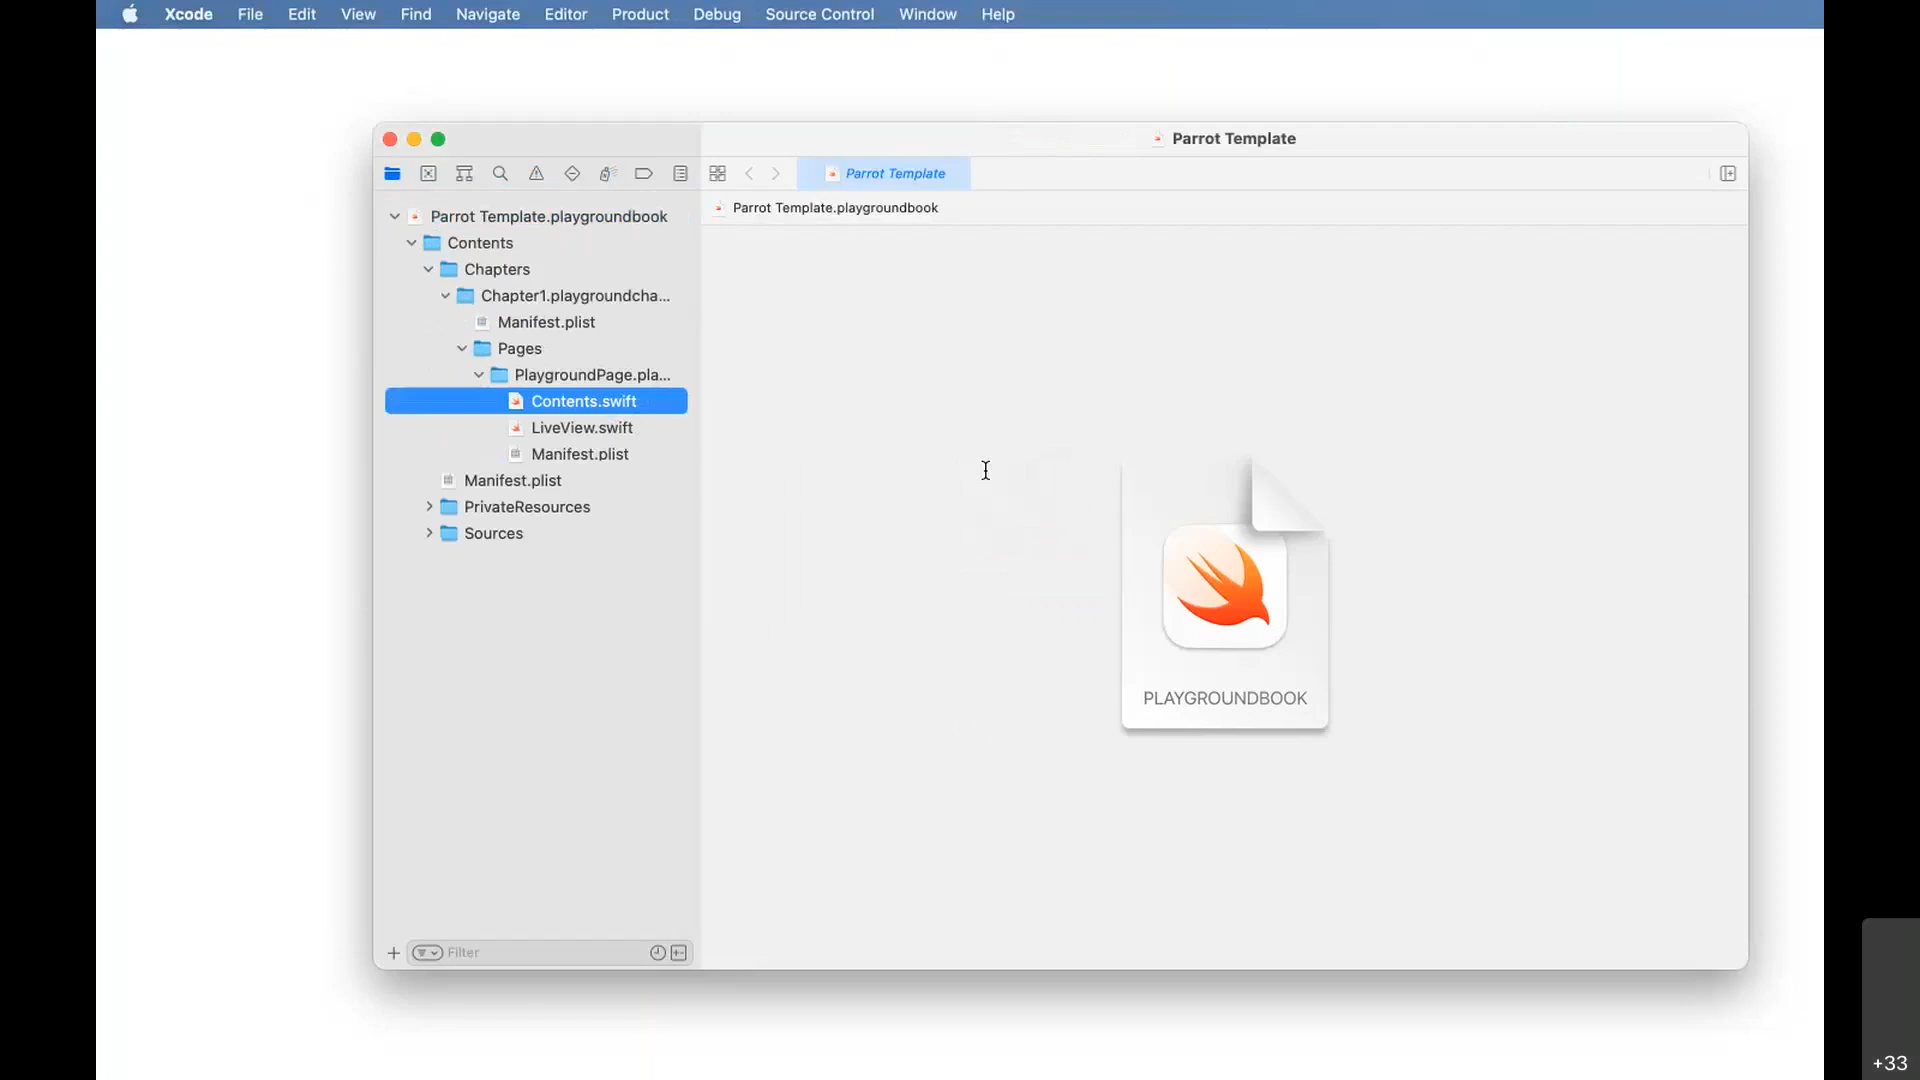 Xcode File Edit View Find Navigate Editor Product Debug Source Control Window Help
Parrot Template
Parrot Template
Parrot Template.playgroundbook
Parrot Template.playgroundbook
Contents
Chapters
Chapter1.playgroundcha...
Manifest.plist
Pages
PlaygroundPage.pla...
Contents.swift
LiveView.swift
Manifest.plist
Manifest.plist
PrivateResources
Sources
PLAYGROUNDBOOK
Filter
+33